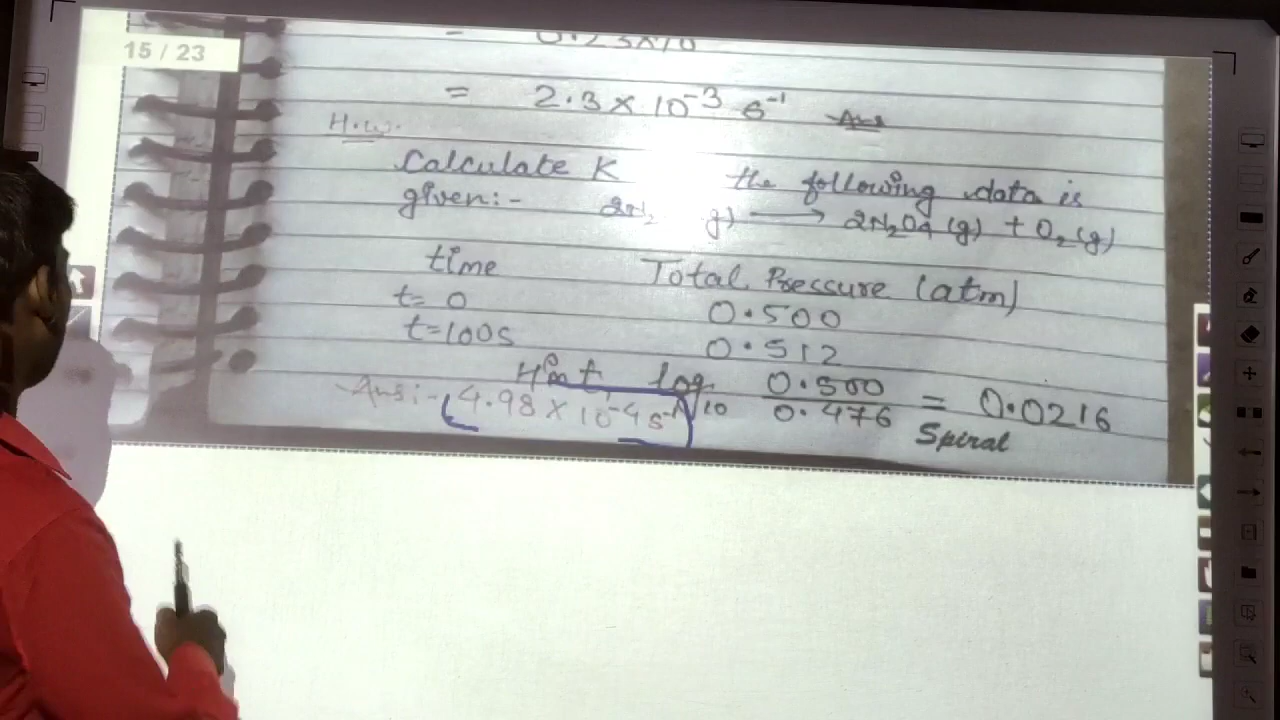 15 / 23
= 2.3 × 10⁻³ s⁻¹ Ans
H.w.
Calculate K the following data is
given:- g) ⟶ 2N₂O₄ (g) + O₂ (g)
time Total Pressure (atm)
t= 0 0.500
t=100s 0.512
Hint, log₁₀ 0.500 / 0.476 = 0.0216
Ans:- 4.98 × 10⁻⁴ s⁻¹
Spiral